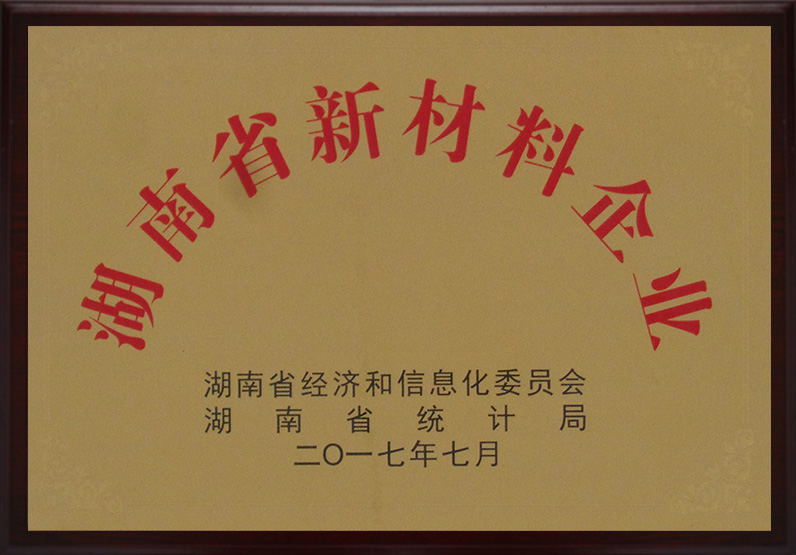 湖南省新材料企业
湖南省经济和信息化委员会
湖南省统计局
二〇一七年七月